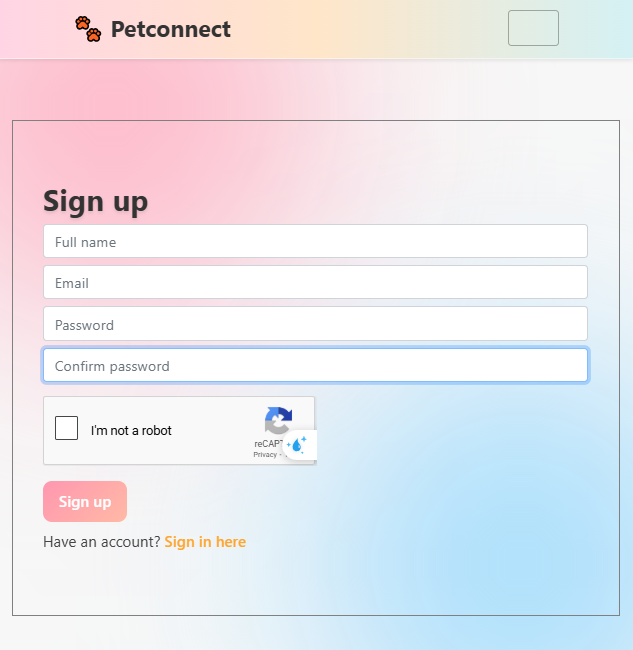 Petconnect
Sign up
Full name
Email
Password
Confirm password
I'm not a robot
Privacy -
Sign up
Have an account? Sign in here